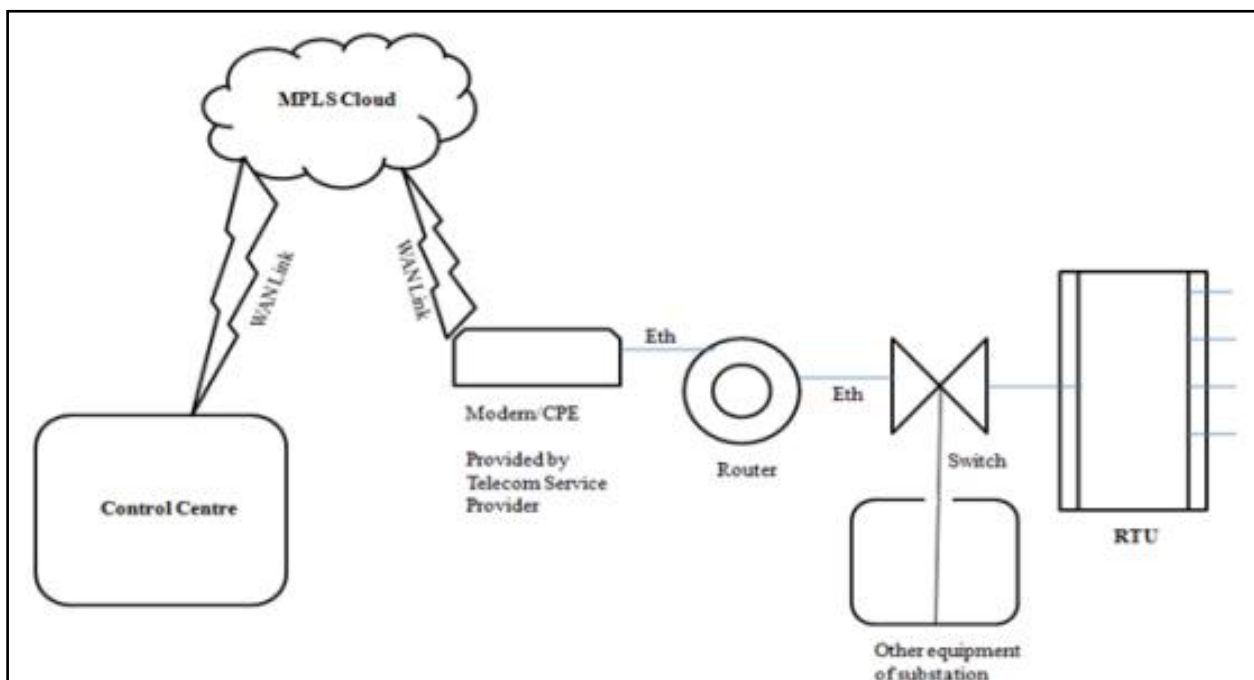 MPLS Cloud
WAN Link
WAN Link
Eth
Modem/CPE
Provided by
Telecom Service
Provider
Router
Eth
Switch
Control Centre
RTU
Other equipment
of substation